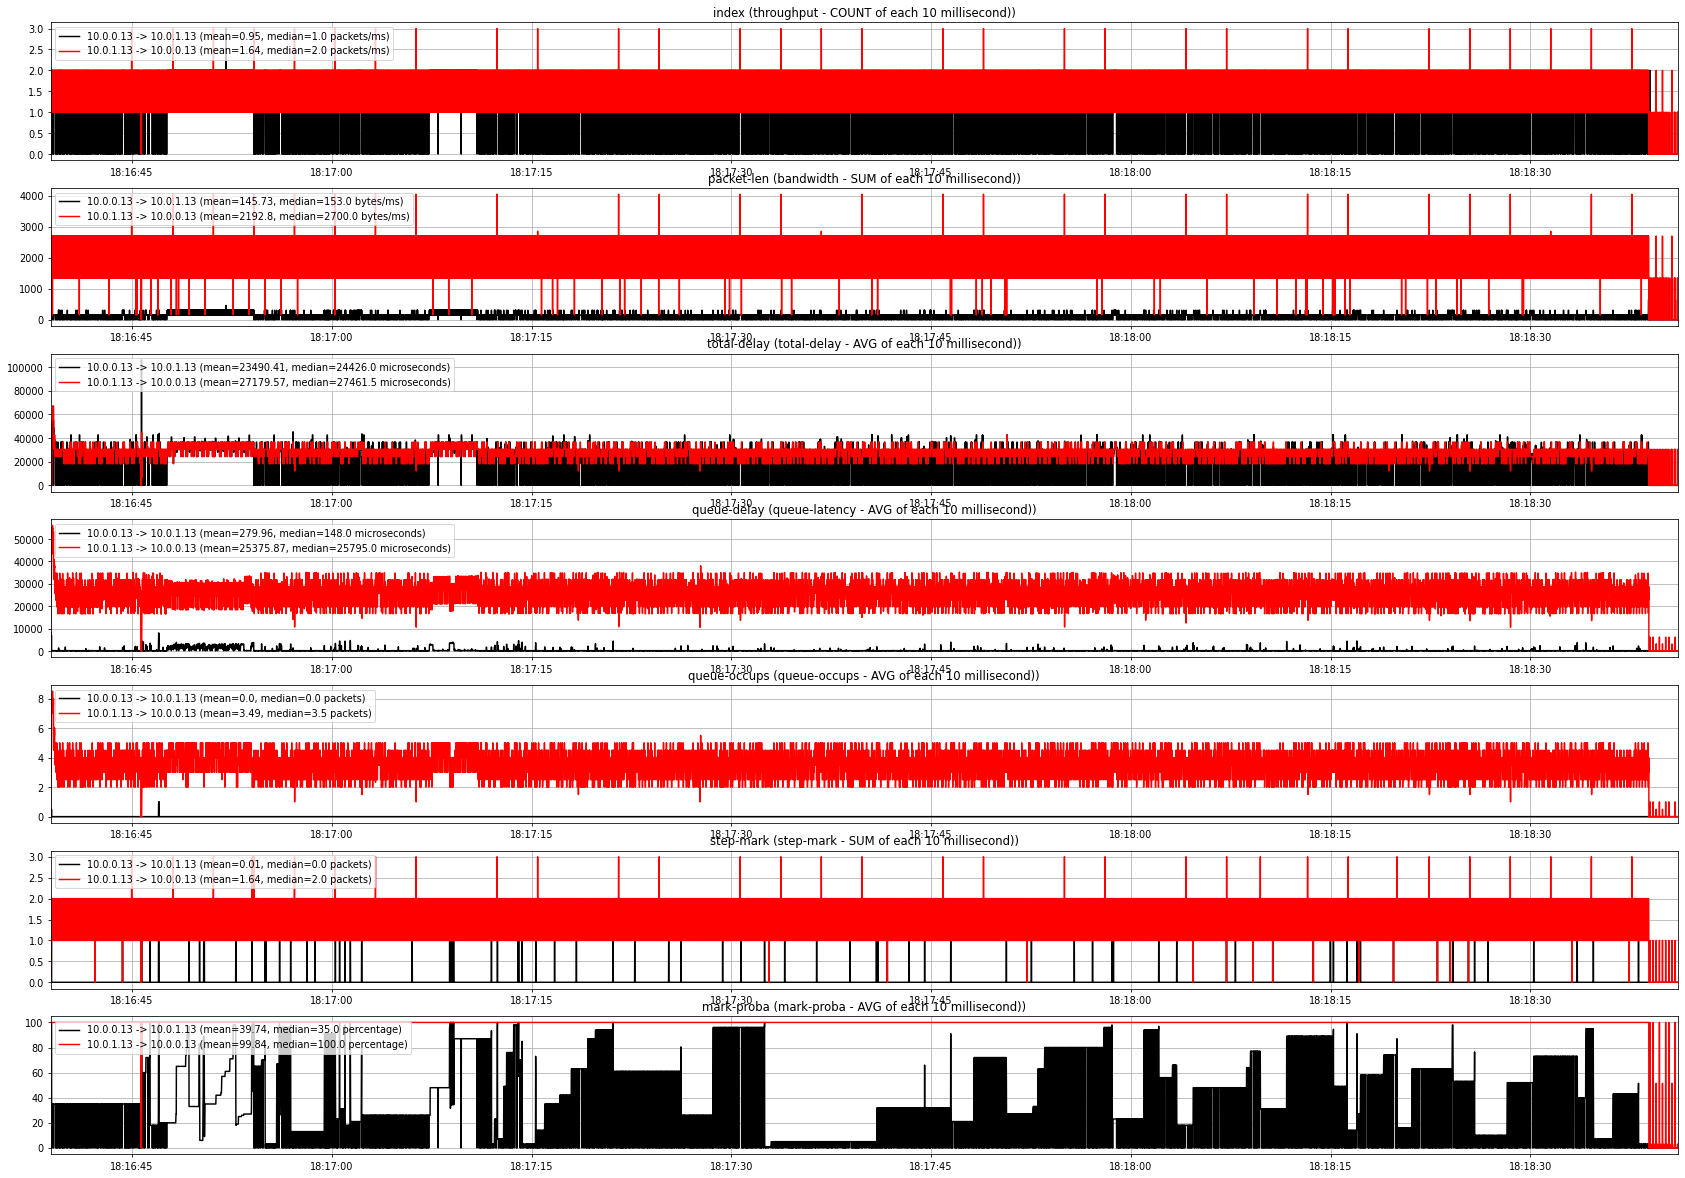 index (throughput - COUNT of each 10 millisecond))
3.0
2.5
2.0
1.5
1.0
0.5
0.0
10.0.0.13 -> 10.0.1.13 (mean=0.95, median=1.0 packets/ms)
10.0.1.13 -> 10.0.0.13 (mean=1.64, median=2.0 packets/ms)
18:16:45 18:17:00 18:17:15 18:17:30 18:17:45 18:18:00 18:18:15 18:18:30
packet-len (bandwidth - SUM of each 10 millisecond))
4000
3000
2000
1000
0
10.0.0.13 -> 10.0.1.13 (mean=145.73, median=153.0 bytes/ms)
10.0.1.13 -> 10.0.0.13 (mean=2192.8, median=2700.0 bytes/ms)
18:16:45 18:17:00 18:17:15 18:17:30 18:17:45 18:18:00 18:18:15 18:18:30
total-delay (total-delay - AVG of each 10 millisecond))
100000
80000
60000
40000
20000
0
10.0.0.13 -> 10.0.1.13 (mean=23490.41, median=24426.0 microseconds)
10.0.1.13 -> 10.0.0.13 (mean=27179.57, median=27461.5 microseconds)
18:16:45 18:17:00 18:17:15 18:17:30 18:17:45 18:18:00 18:18:15 18:18:30
queue-delay (queue-latency - AVG of each 10 millisecond))
50000
40000
30000
20000
10000
0
10.0.0.13 -> 10.0.1.13 (mean=279.96, median=148.0 microseconds)
10.0.1.13 -> 10.0.0.13 (mean=25375.87, median=25795.0 microseconds)
18:16:45 18:17:00 18:17:15 18:17:30 18:17:45 18:18:00 18:18:15 18:18:30
queue-occups (queue-occups - AVG of each 10 millisecond))
8
6
4
2
0
10.0.0.13 -> 10.0.1.13 (mean=0.0, median=0.0 packets)
10.0.1.13 -> 10.0.0.13 (mean=3.49, median=3.5 packets)
18:16:45 18:17:00 18:17:15 18:17:30 18:17:45 18:18:00 18:18:15 18:18:30
step-mark (step-mark - SUM of each 10 millisecond))
3.0
2.5
2.0
1.5
1.0
0.5
0.0
10.0.0.13 -> 10.0.1.13 (mean=0.01, median=0.0 packets)
10.0.1.13 -> 10.0.0.13 (mean=1.64, median=2.0 packets)
18:16:45 18:17:00 18:17:15 18:17:30 18:17:45 18:18:00 18:18:15 18:18:30
mark-proba (mark-proba - AVG of each 10 millisecond))
100
80
60
40
20
0
10.0.0.13 -> 10.0.1.13 (mean=39.74, median=35.0 percentage)
10.0.1.13 -> 10.0.0.13 (mean=99.84, median=100.0 percentage)
18:16:45 18:17:00 18:17:15 18:17:30 18:17:45 18:18:00 18:18:15 18:18:30